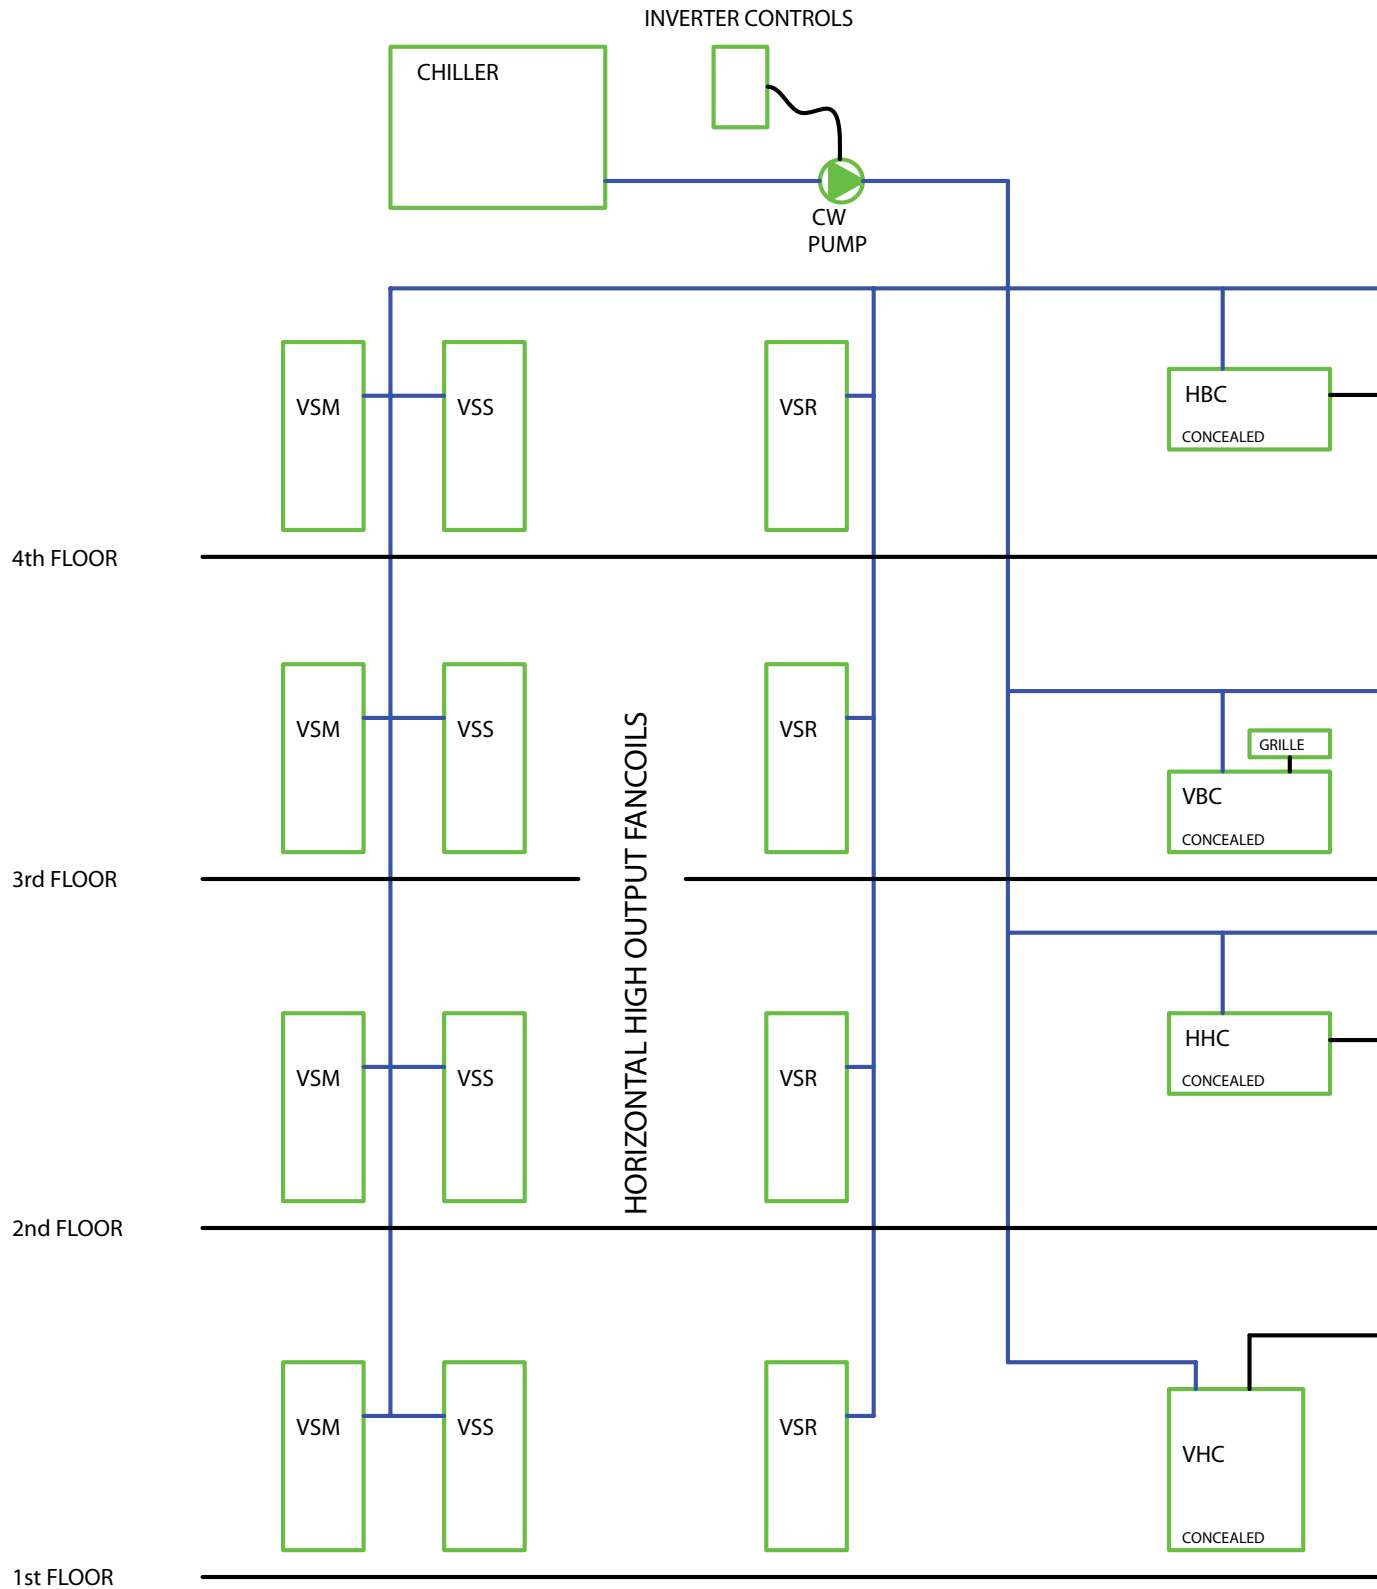 INVERTER CONTROLS
CHILLER
CW
PUMP
VSM
VSS
VSR
HBC
CONCEALED
4th FLOOR
VSM
VSS
VSR
GRILLE
VBC
CONCEALED
3rd FLOOR
HORIZONTAL HIGH OUTPUT FANCOILS
VSM
VSS
VSR
HHC
CONCEALED
2nd FLOOR
VSM
VSS
VSR
VHC
CONCEALED
1st FLOOR